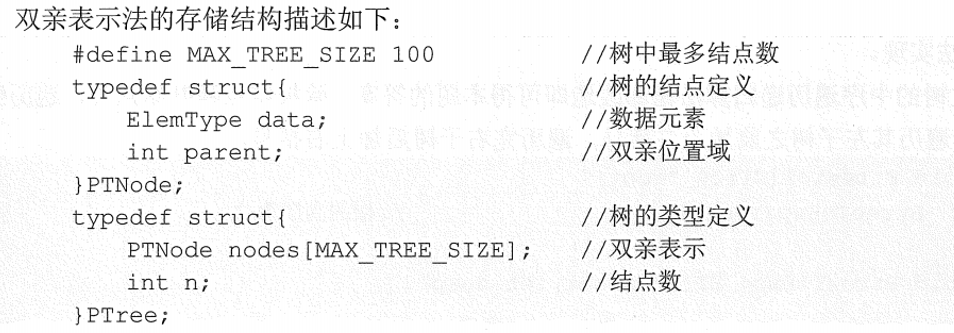 双亲表示法的存储结构描述如下：
#define MAX_TREE_SIZE 100 //树中最多结点数
typedef struct{ //树的结点定义
ElemType data; //数据元素
int parent; //双亲位置域
}PTNode;
typedef struct{ //树的类型定义
PTNode nodes[MAX_TREE_SIZE]; //双亲表示
int n; //结点数
}PTree;